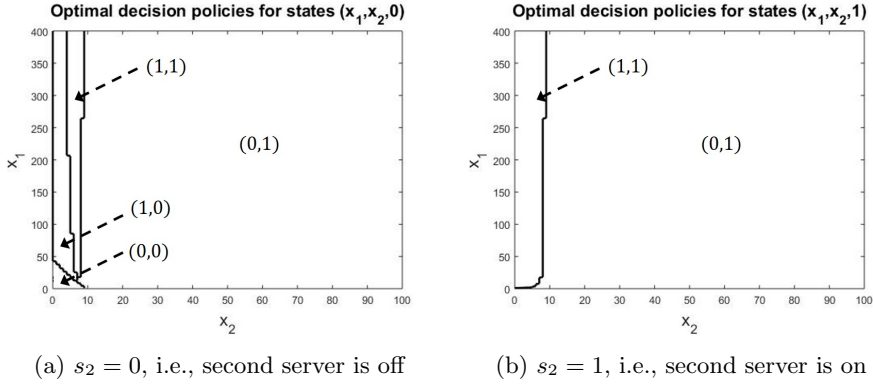 Optimal decision policies for states (x1,x2,0)
400
350
300
250
200
150
100
50
0
x1
(1,1)
(0,1)
(1,0)
(0,0)
0 10 20 30 40 50 60 70 80 90 100
x2
(a) s2 = 0, i.e., second server is off
Optimal decision policies for states (x1,x2,1)
400
350
300
250
200
150
100
50
0
x1
(1,1)
(0,1)
0 10 20 30 40 50 60 70 80 90 100
x2
(b) s2 = 1, i.e., second server is on